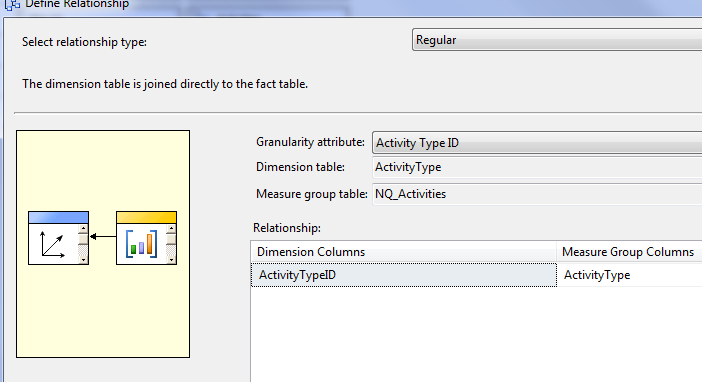 Define Relationship
Select relationship type: Regular
The dimension table is joined directly to the fact table.
Granularity attribute: Activity Type ID
Dimension table: ActivityType
Measure group table: NQ_Activities
Relationship:
Dimension Columns Measure Group Columns
ActivityTypeID ActivityType